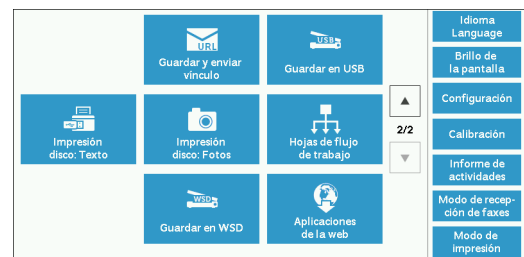 URL
Guardar y enviar
vínculo
USB
Guardar en USB
Impresión
disco: Texto
Impresión
disco: Fotos
Hojas de flujo
de trabajo
WSD
Guardar en WSD
Aplicaciones
de la web
2/2
Idioma
Language
Brillo de
la pantalla
Configuración
Calibración
Informe de
actividades
Modo de recep-
ción de faxes
Modo de
impresión